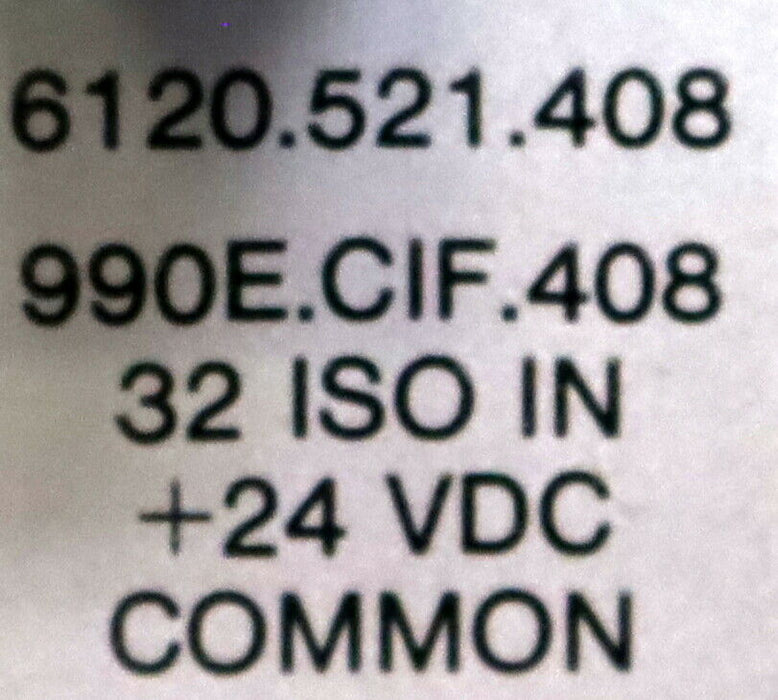 6120.521.408
990E.CIF.408
32 ISO IN
+24 VDC
COMMON